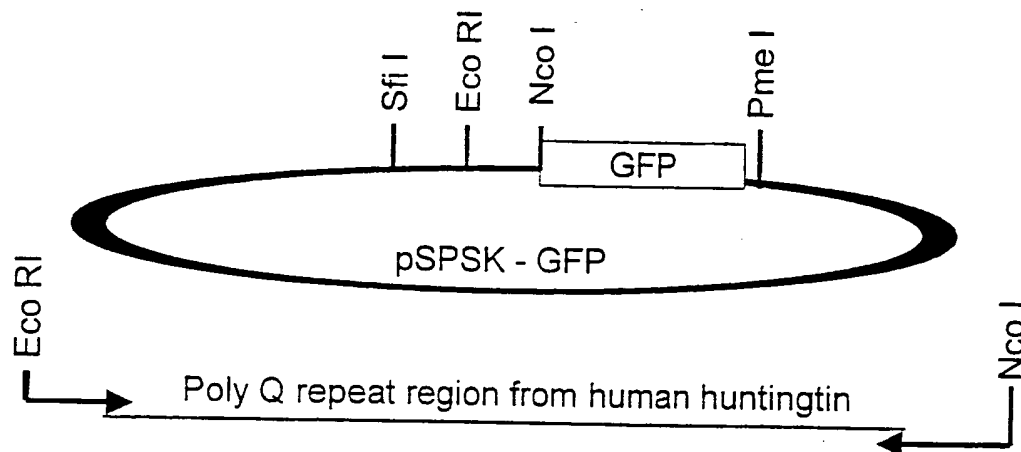 Sfi I
Eco RI
Nco I
Pme I
GFP
pSPSK - GFP
Eco RI
Nco I
Poly Q repeat region from human huntingtin